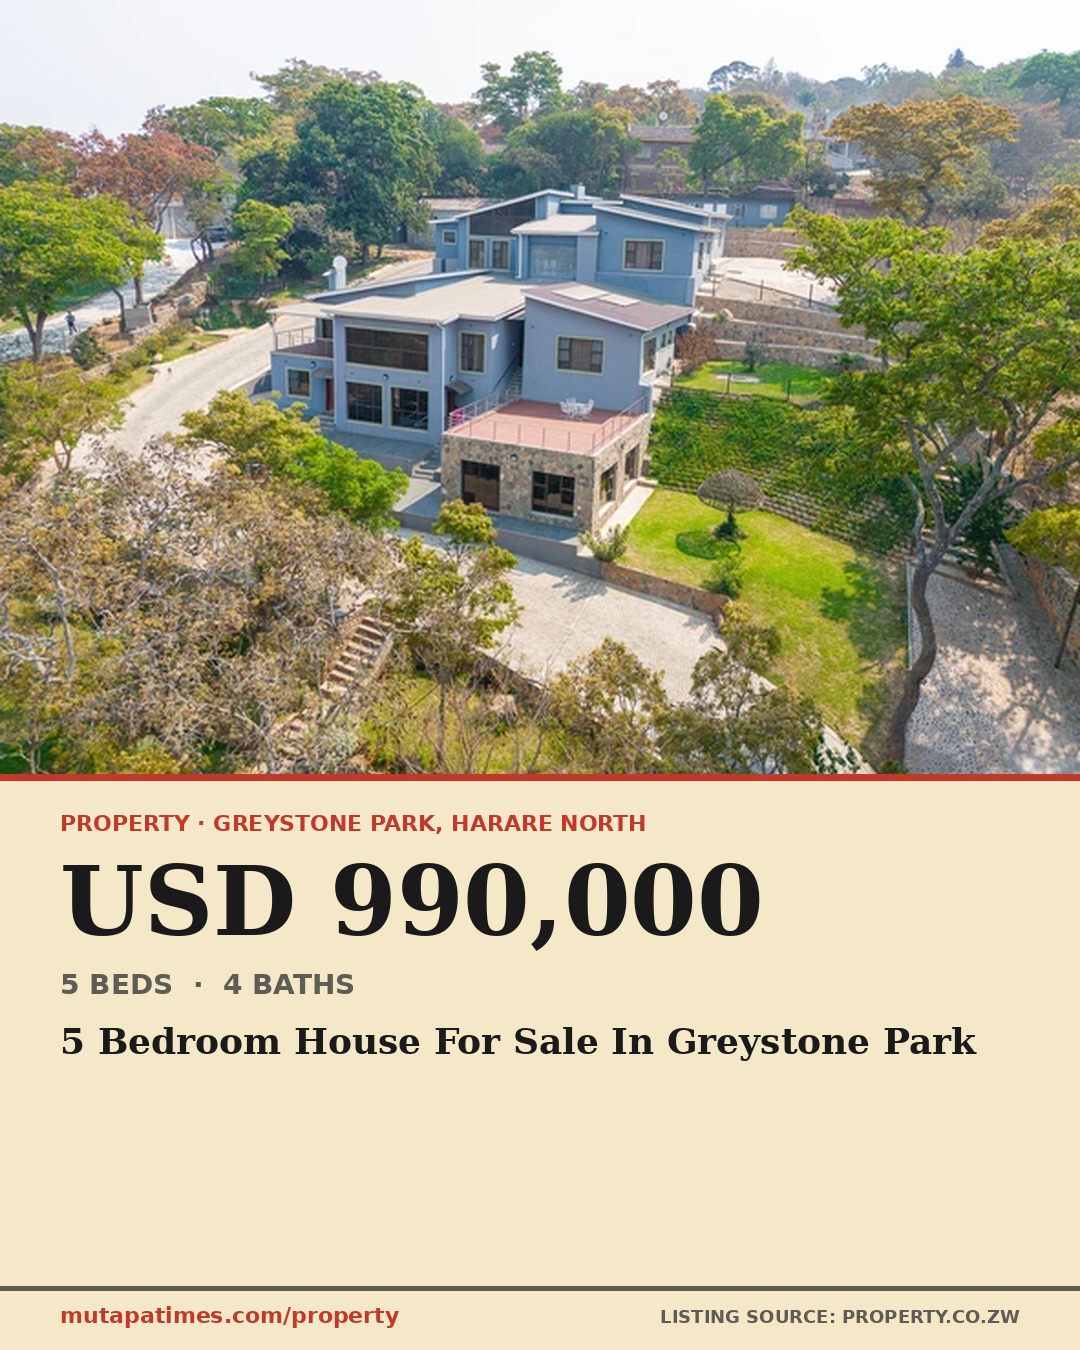 PROPERTY · GREYSTONE PARK, HARARE NORTH
USD 990,000
5 BEDS · 4 BATHS
5 Bedroom House For Sale In Greystone Park
mutapatimes.com/property
LISTING SOURCE: PROPERTY.CO.ZW